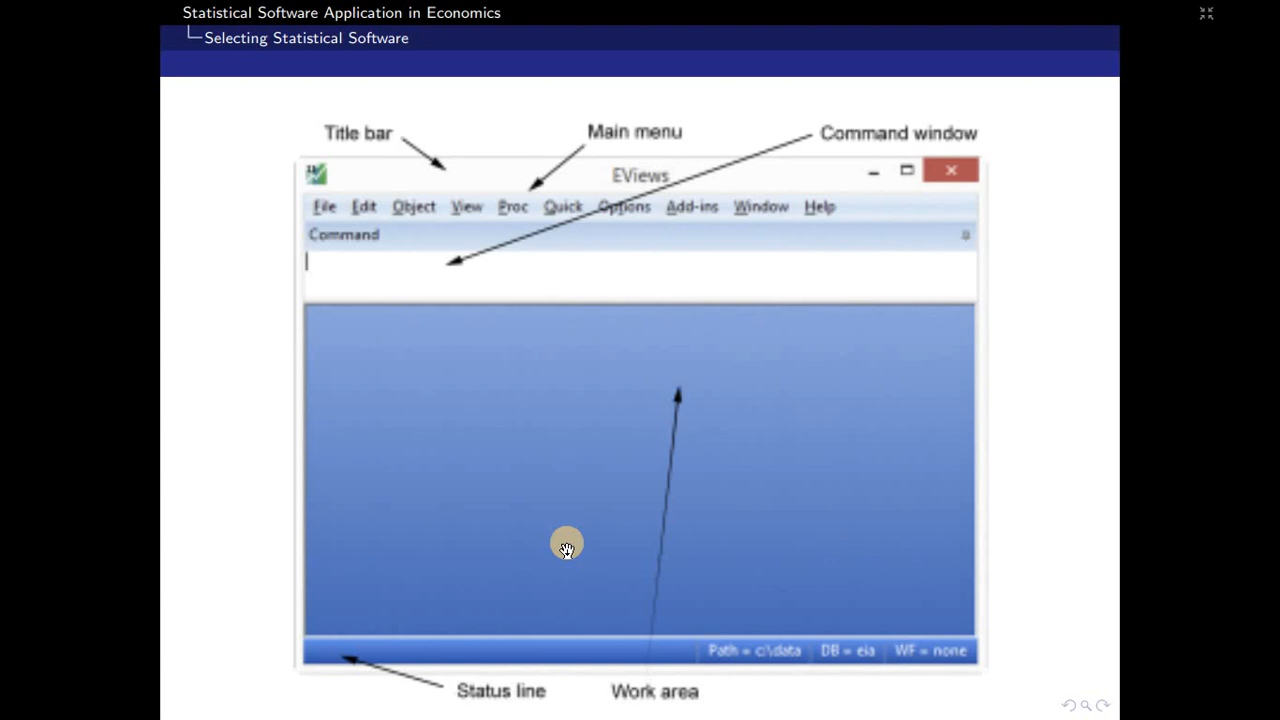 Statistical Software Application in Economics
Selecting Statistical Software
Title bar
Main menu
Command window
EViews
File Edit Object View Proc Quick Options Add-ins Window Help
Command
Path = c:\data DB = eia WF = none
Status line
Work area